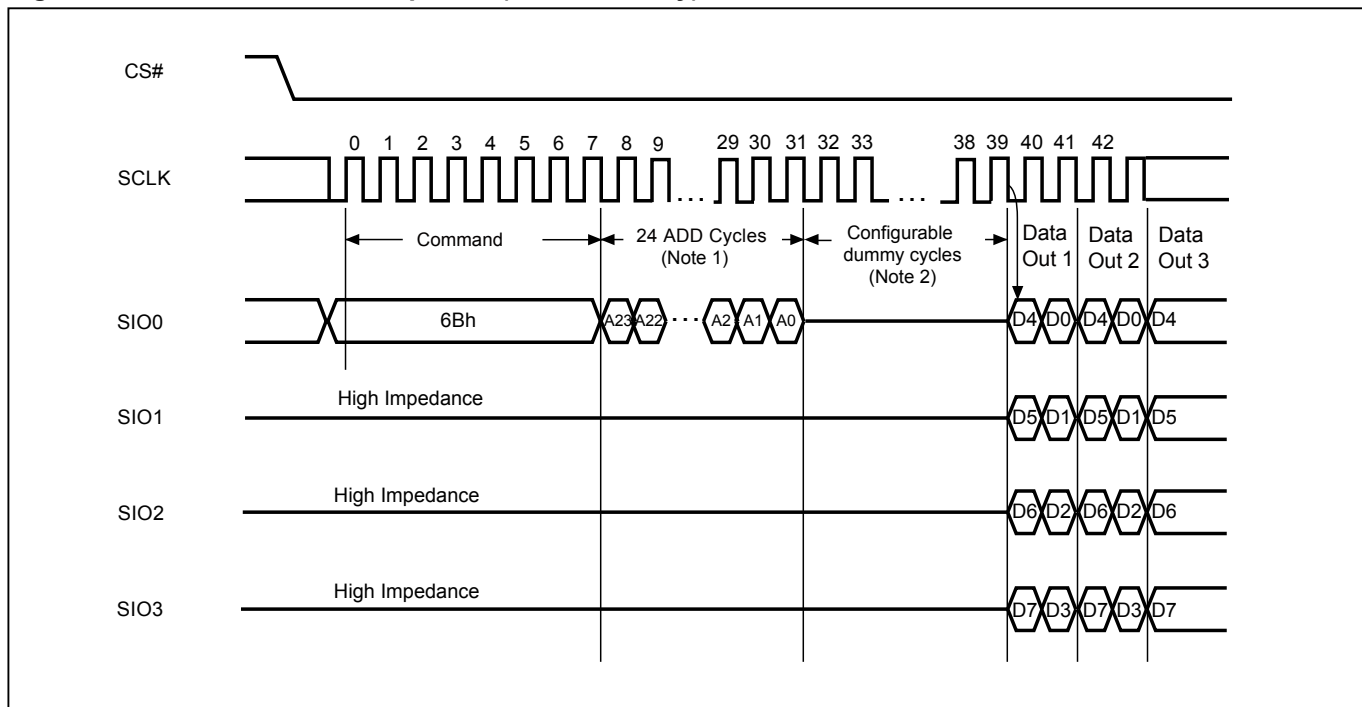 CS#
0 1 2 3 4 5 6 7 8 9 29 30 31 32 33 38 39 40 41 42
SCLK
Command
24 ADD Cycles
(Note 1)
Configurable
dummy cycles
(Note 2)
Data
Out 1
Data
Out 2
Data
Out 3
SIO0
6Bh
A23 A22 A2 A1 A0 D4 D0 D4 D0 D4
High Impedance
SIO1
D5 D1 D5 D1 D5
High Impedance
SIO2
D6 D2 D6 D2 D6
High Impedance
SIO3
D7 D3 D7 D3 D7